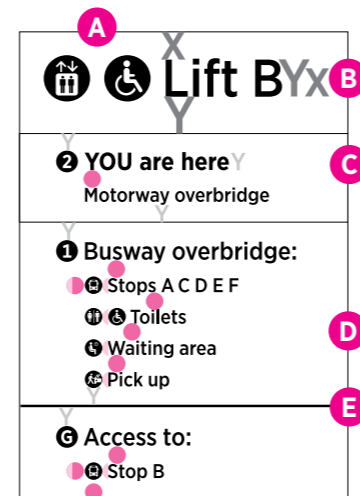 A
X
Lift B Y x
B
Y
Y
2 YOU are here Y
C
Motorway overbridge
Y
Y
1 Busway overbridge:
Stops A C D E F
Toilets
D
Waiting area
Pick up
Y
E
Y
G Access to:
Stop B